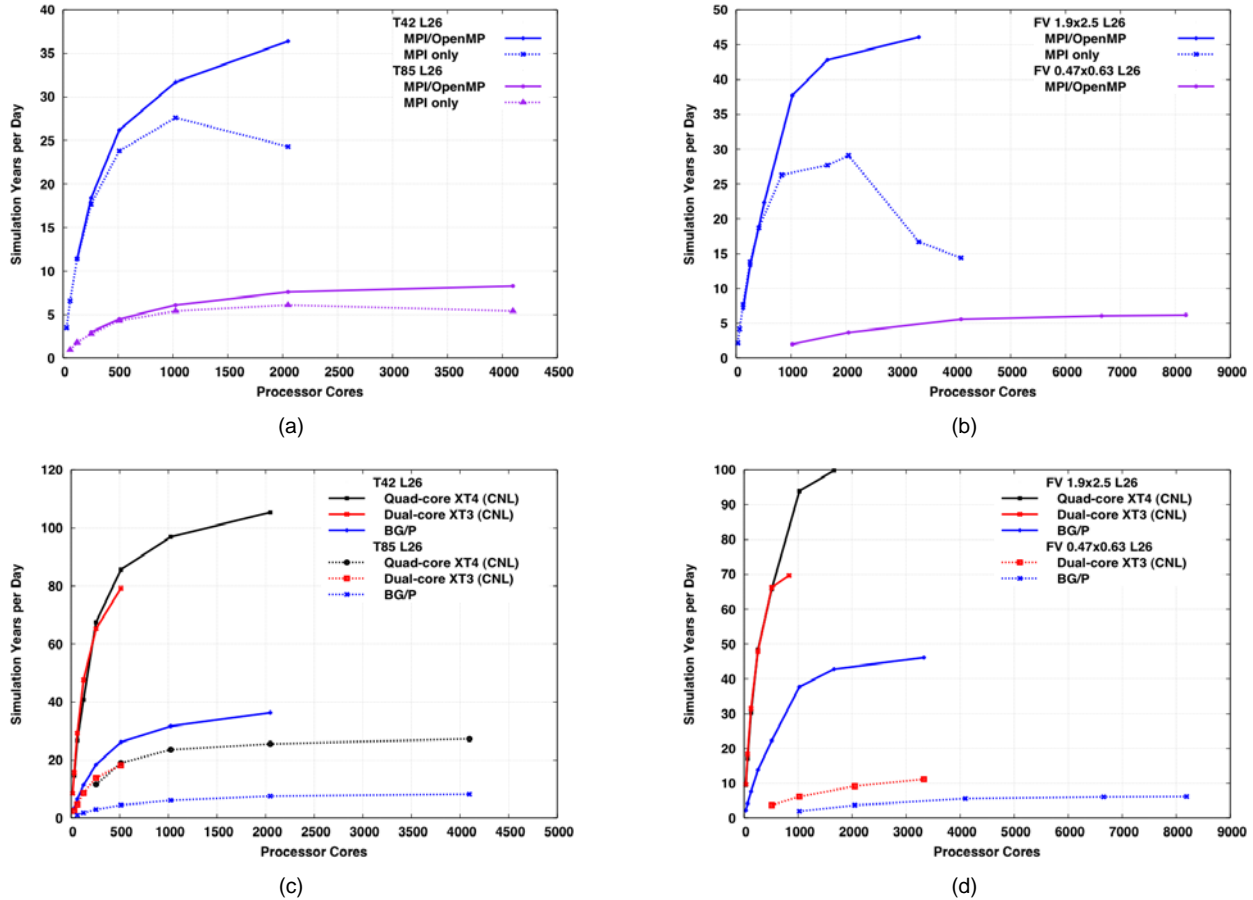 T42 L26
MPI/OpenMP
MPI only
T85 L26
MPI/OpenMP
MPI only
40
35
30
25
20
15
10
5
0
Simulation Years per Day
0 500 1000 1500 2000 2500 3000 3500 4000 4500
Processor Cores
(a)
FV 1.9x2.5 L26
MPI/OpenMP
MPI only
FV 0.47x0.63 L26
MPI/OpenMP
50
45
40
35
30
25
20
15
10
5
0
Simulation Years per Day
0 1000 2000 3000 4000 5000 6000 7000 8000 9000
Processor Cores
(b)
T42 L26
Quad-core XT4 (CNL)
Dual-core XT3 (CNL)
BG/P
T85 L26
Quad-core XT4 (CNL)
Dual-core XT3 (CNL)
BG/P
120
100
80
60
40
20
0
Simulation Years per Day
0 500 1000 1500 2000 2500 3000 3500 4000 4500 5000
Processor Cores
(c)
FV 1.9x2.5 L26
Quad-core XT4 (CNL)
Dual-core XT3 (CNL)
BG/P
FV 0.47x0.63 L26
Dual-core XT3 (CNL)
BG/P
100
90
80
70
60
50
40
30
20
10
0
Simulation Years per Day
0 1000 2000 3000 4000 5000 6000 7000 8000 9000
Processor Cores
(d)